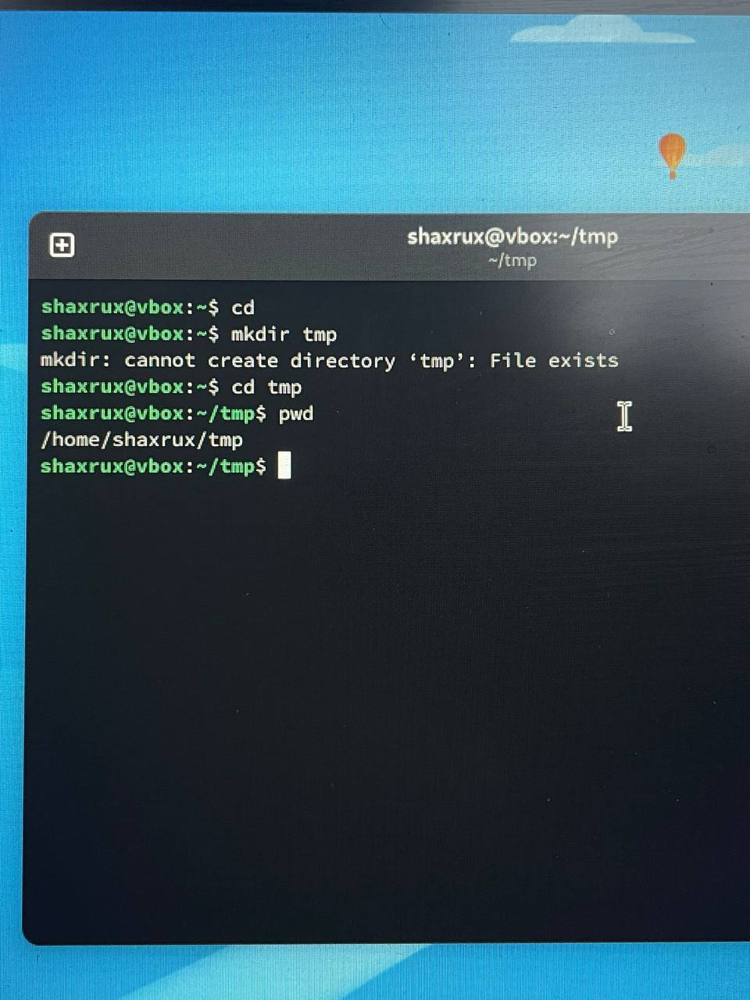 shaxrux@vbox:~/tmp
~/tmp
shaxrux@vbox:~$ cd
shaxrux@vbox:~$ mkdir tmp
mkdir: cannot create directory ‘tmp’: File exists
shaxrux@vbox:~$ cd tmp
shaxrux@vbox:~/tmp$ pwd
/home/shaxrux/tmp
shaxrux@vbox:~/tmp$